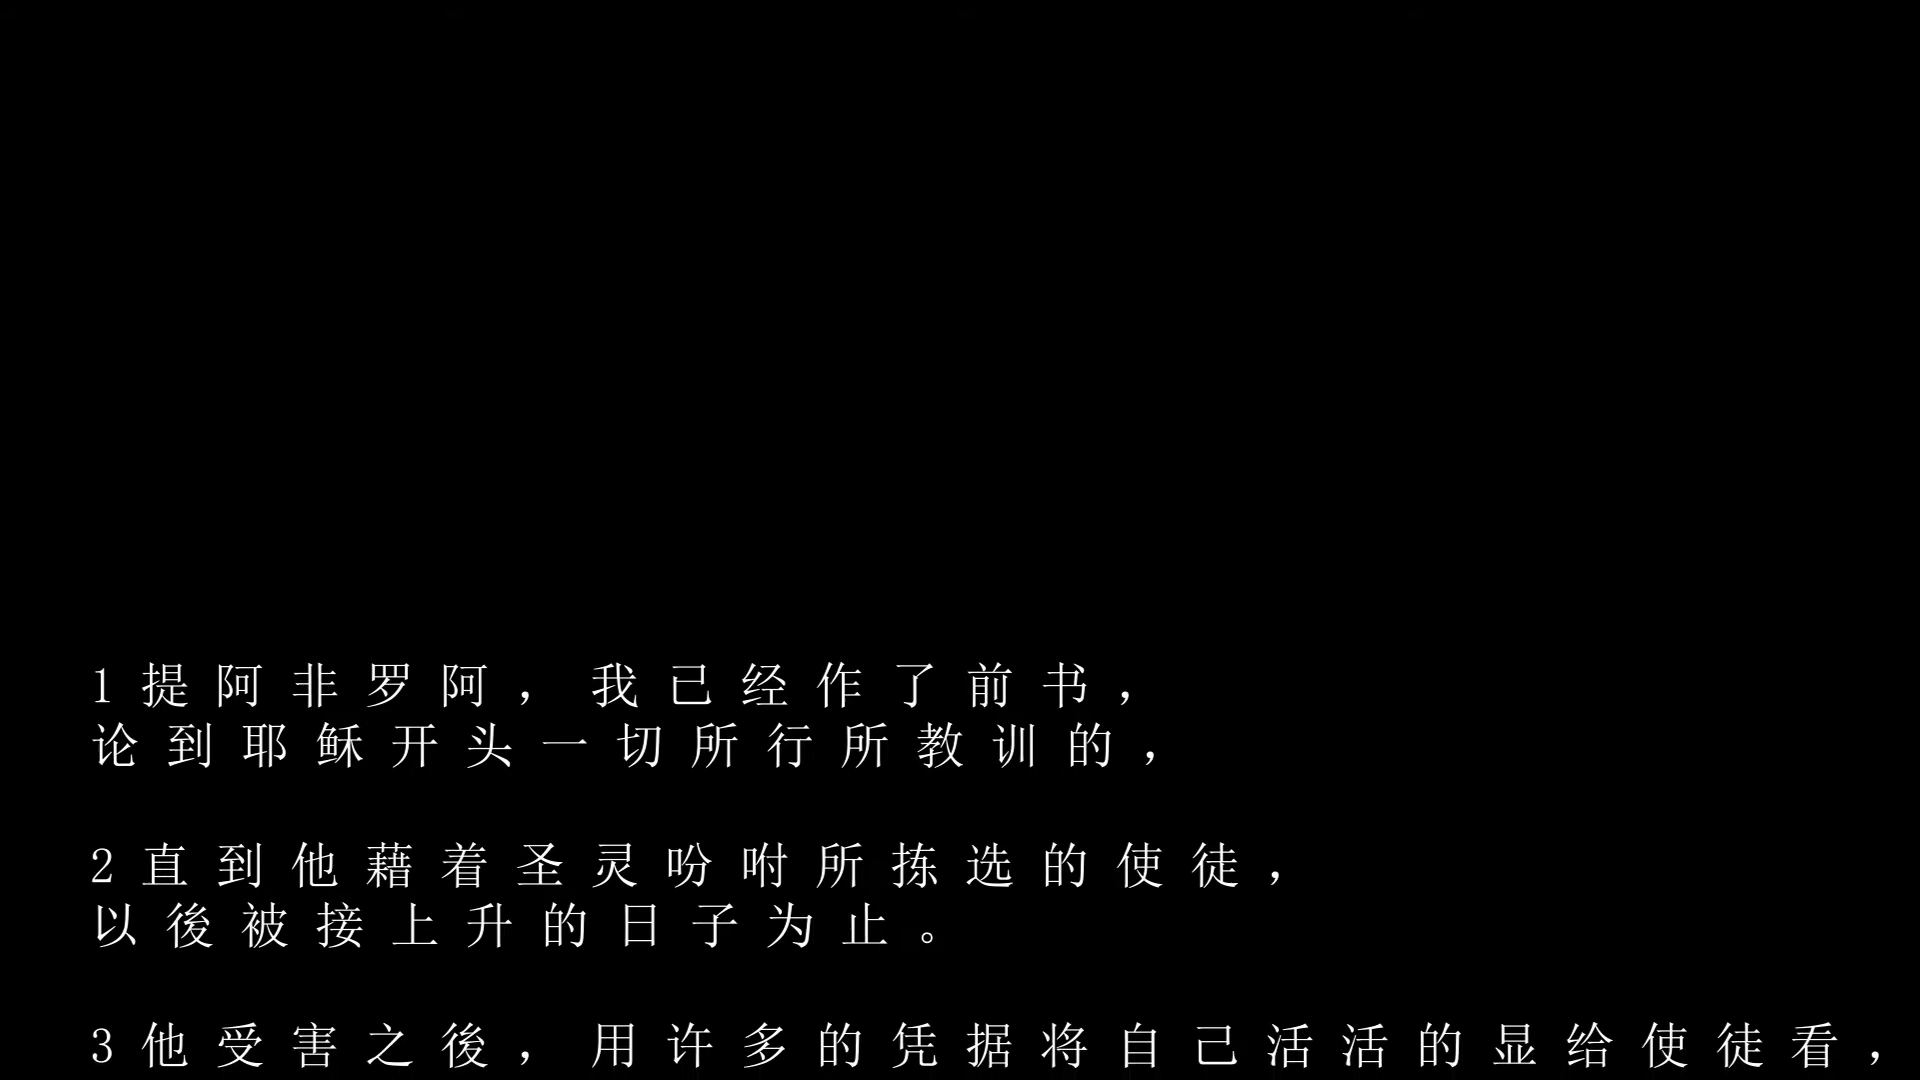 1 提 阿 非 罗 阿 ， 我 已 经 作 了 前 书 ，
论 到 耶 稣 开 头 一 切 所 行 所 教 训 的 ，
2 直 到 他 藉 着 圣 灵 吩 咐 所 拣 选 的 使 徒 ，
以 後 被 接 上 升 的 日 子 为 止 。
3 他 受 害 之 後 ， 用 许 多 的 凭 据 将 自 己 活 活 的 显 给 使 徒 看 ，